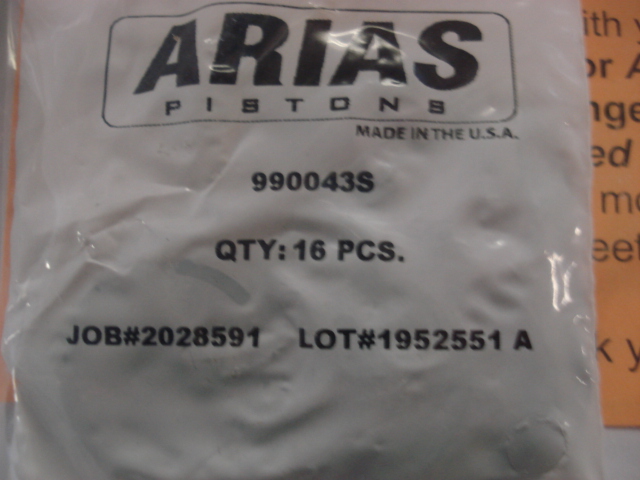 ARIAS
PISTONS
MADE IN THE U.S.A.
990043S
QTY: 16 PCS.
JOB#2028591 LOT#1952551 A